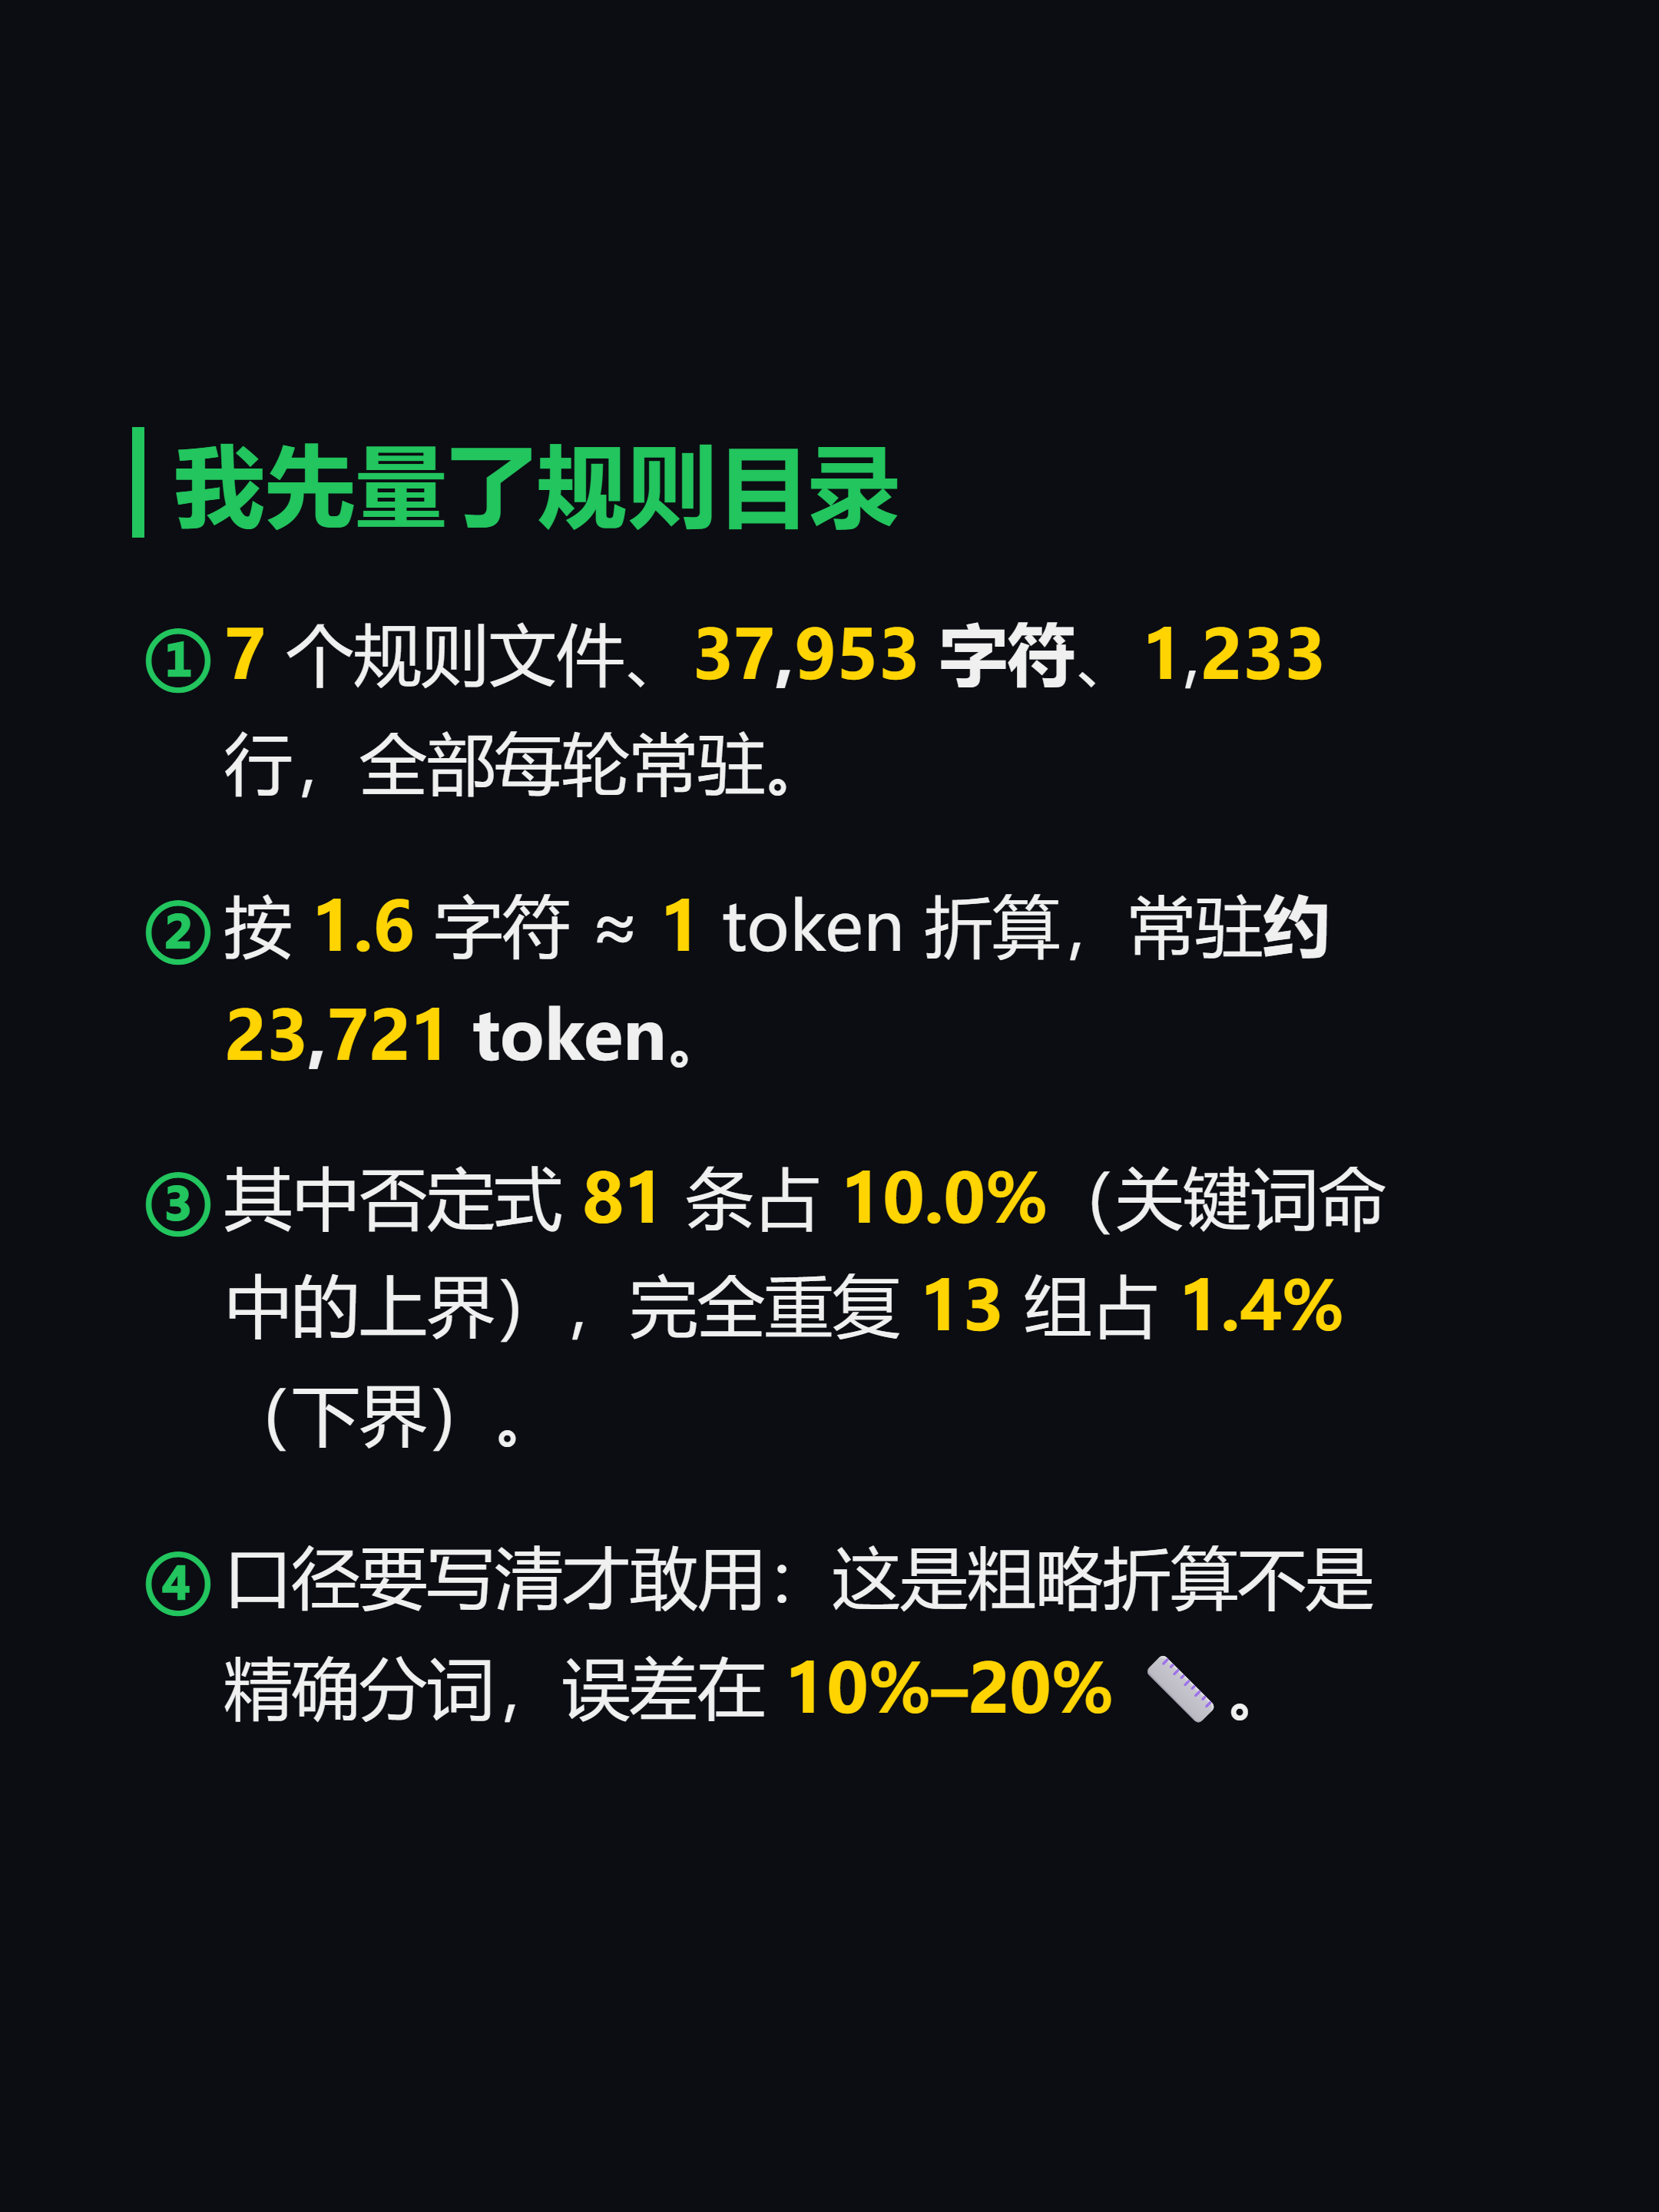 我先量了规则目录
① 7 个规则文件、37,953 字符、1,233
行，全部每轮常驻。
② 按 1.6 字符 ≈ 1 token 折算，常驻约
23,721 token。
③ 其中否定式 81 条占 10.0%（关键词命
中的上界），完全重复 13 组占 1.4%
（下界）。
④ 口径要写清才敢用：这是粗略折算不是
精确分词，误差在 10%–20% 📏。